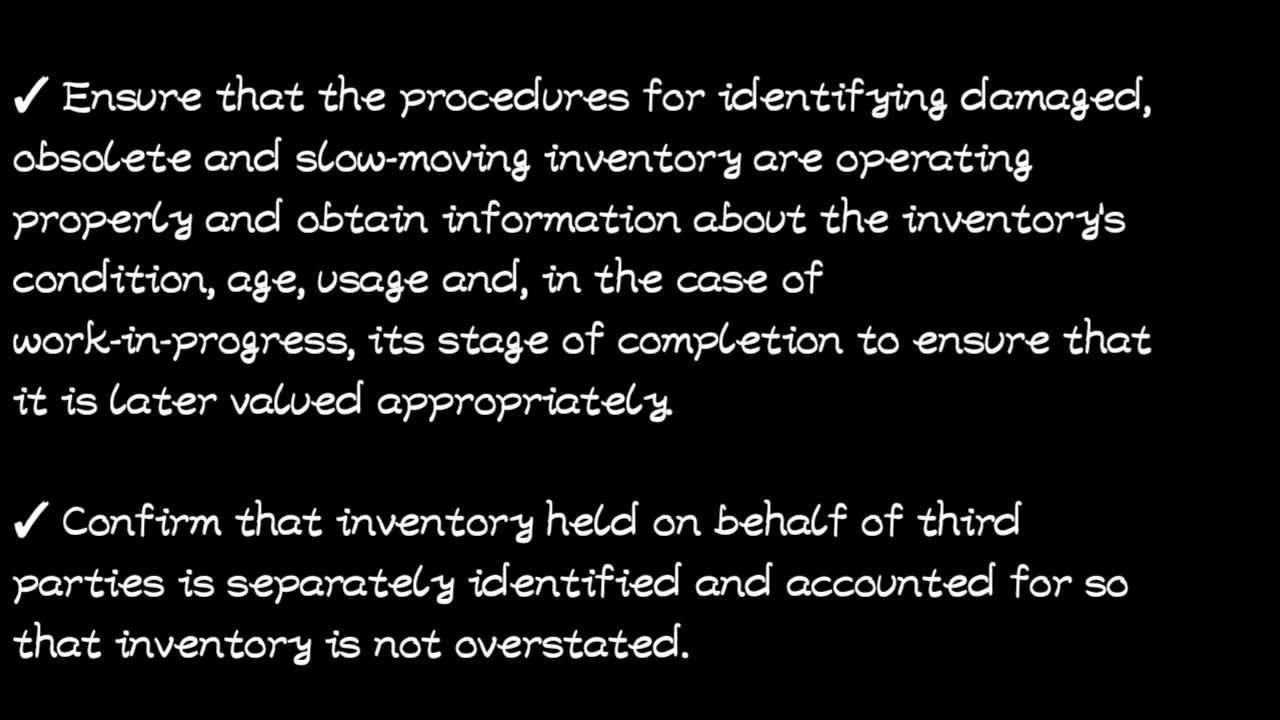 ✓ Ensure that the procedures for identifying damaged,
obsolete and slow-moving inventory are operating
properly and obtain information about the inventory's
condition, age, usage and, in the case of
work-in-progress, its stage of completion to ensure that
it is later valued appropriately.
✓ Confirm that inventory held on behalf of third
parties is separately identified and accounted for so
that inventory is not overstated.